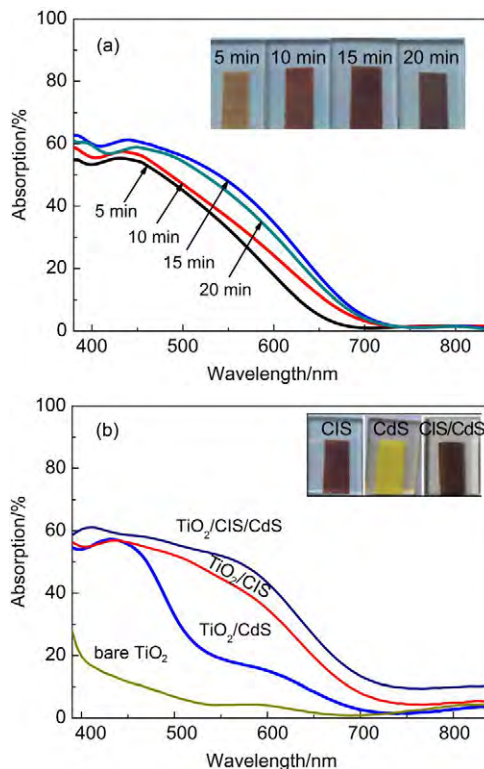 (a)
5 min 10 min 15 min 20 min
100
80
60
40
20
0
Absorption/%
5 min
10 min
15 min
20 min
400 500 600 700 800
Wavelength/nm
(b)
CIS CdS CIS/CdS
100
80
60
40
20
0
Absorption/%
TiO₂/CIS/CdS
TiO₂/CIS
TiO₂/CdS
bare TiO₂
400 500 600 700 800
Wavelength/nm